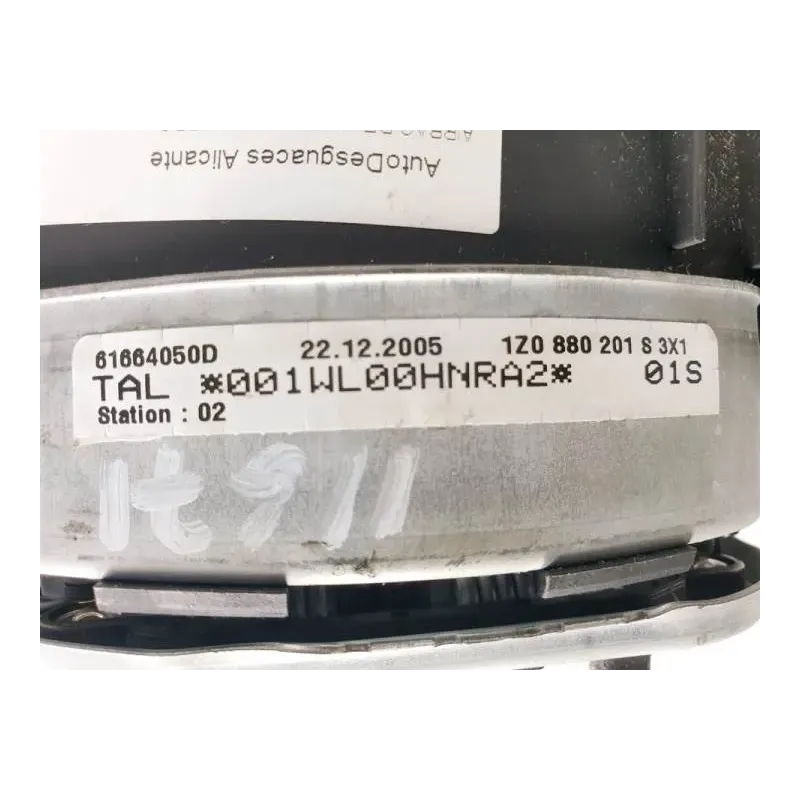 AutoDesguaces Alicante
61664050D 22.12.2005 1Z0 880 201 S 3X1
TAL *001WL00HNRA2* 01S
Station : 02